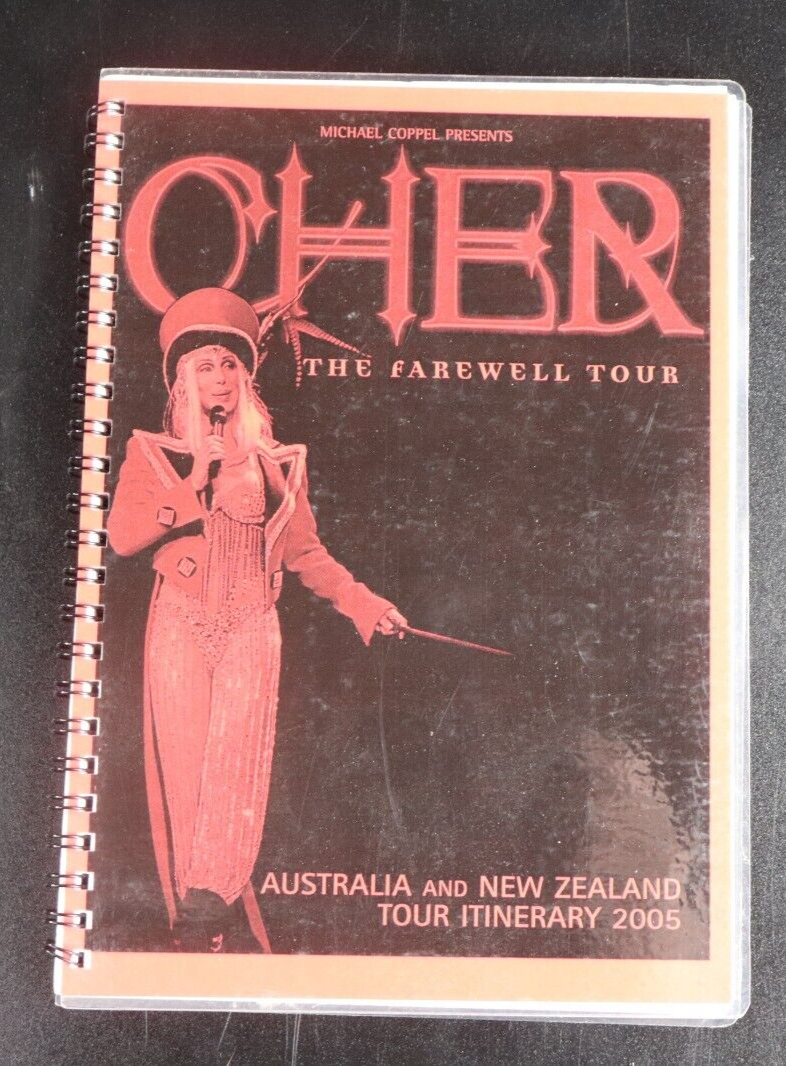 MICHAEL COPPEL PRESENTS
CHER
THE FAREWELL TOUR
AUSTRALIA AND NEW ZEALAND
TOUR ITINERARY 2005